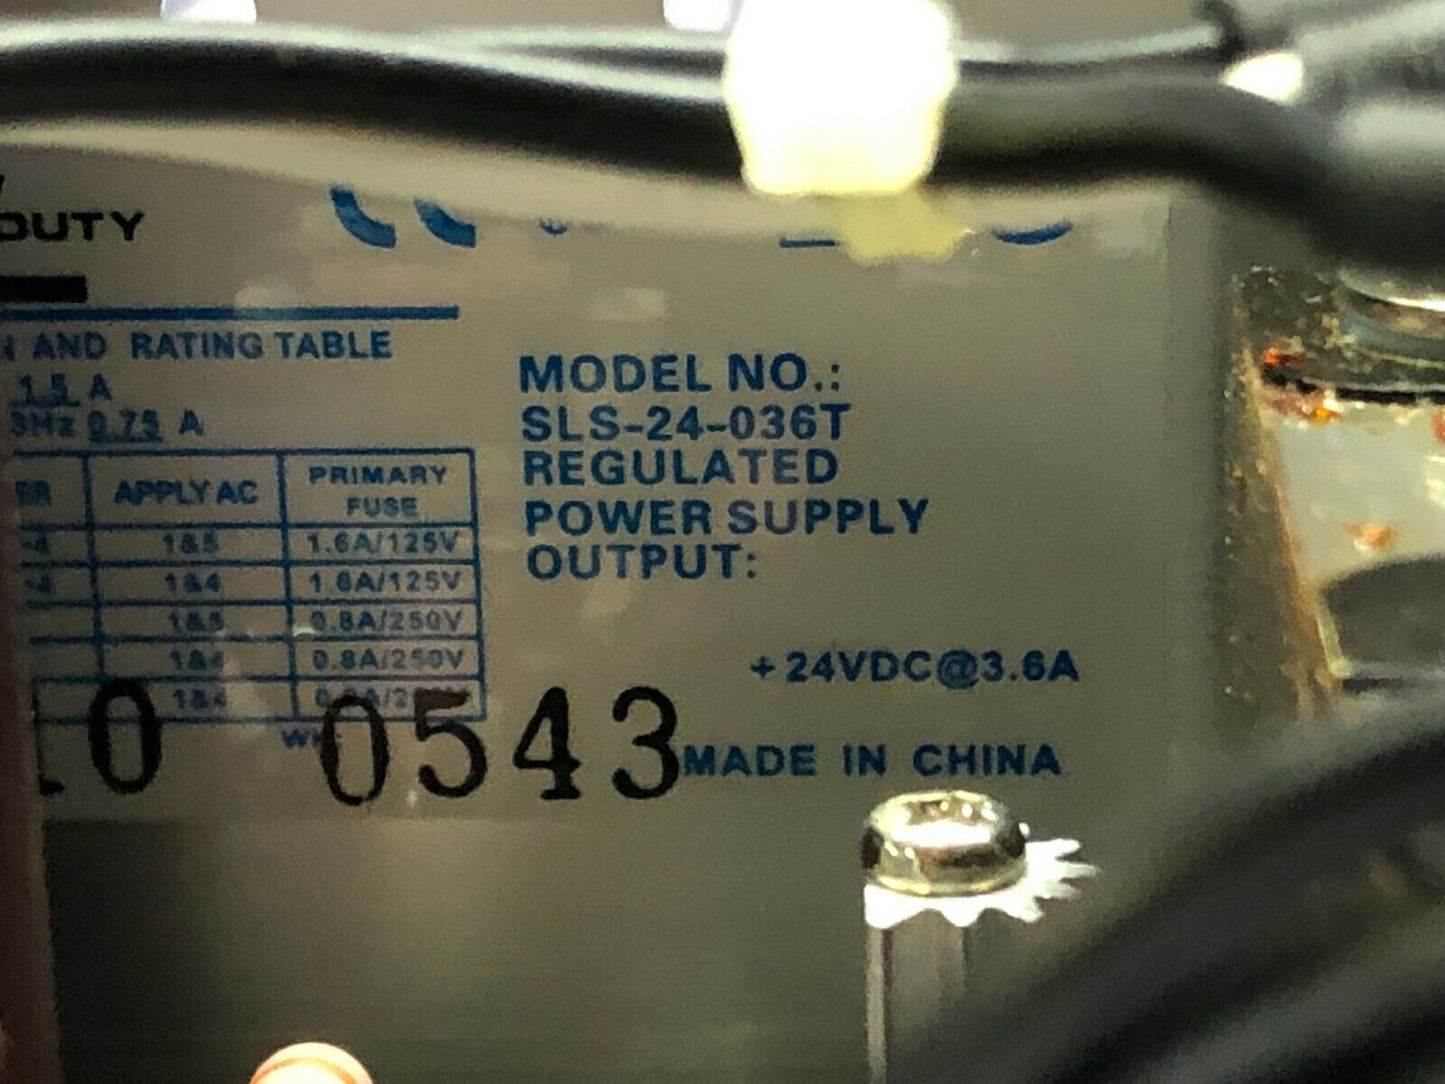 DUTY
AND RATING TABLE
1.5 A
Hz 0.75 A
APPLY AC
PRIMARY
FUSE
1&5 1.6A/125V
1&4 1.6A/125V
1&5 0.8A/250V
1&4 0.8A/250V
1&4
MODEL NO.:
SLS-24-036T
REGULATED
POWER SUPPLY
OUTPUT:
+24VDC@3.6A
0543
MADE IN CHINA